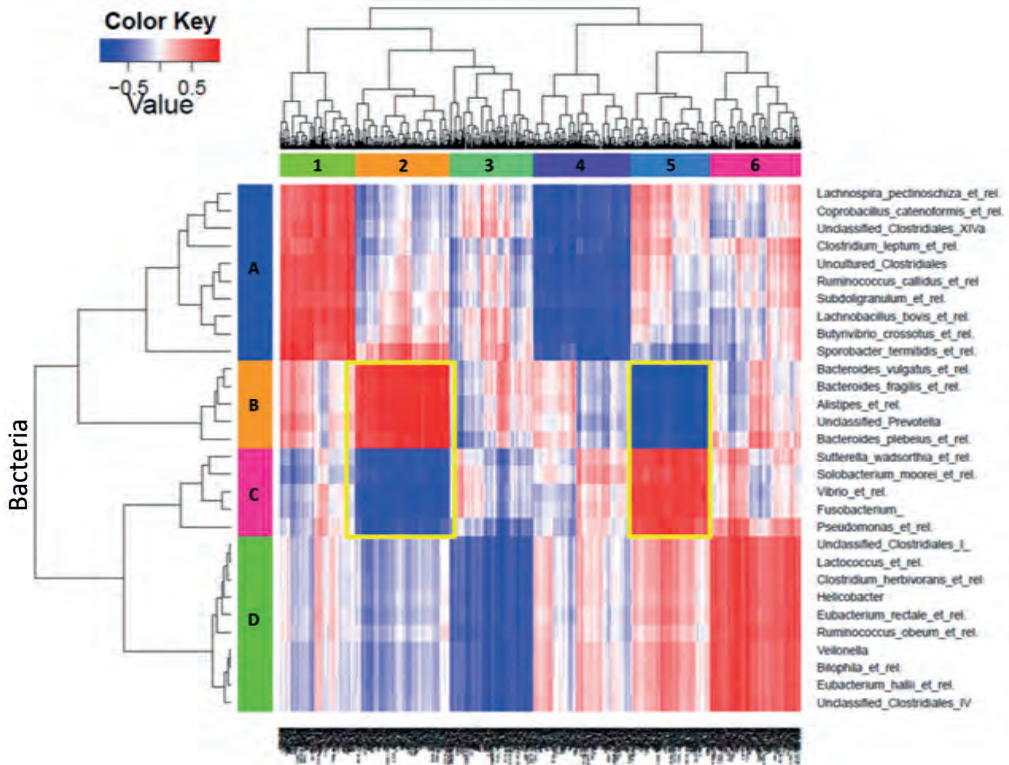 Color Key
−0.5 0.5
Value
1 2 3 4 5 6
A
B
C
D
Bacteria
Lachnospira_pectinoschiza_et_rel.
Coprobacillus_catenoformis_et_rel.
Unclassified_Clostridiales_XIVa
Clostridium_leptum_et_rel.
Uncultured_Clostridiales
Ruminococcus_callidus_et_rel
Subdoligranulum_et_rel.
Lachnobacillus_bovis_et_rel.
Butyrivibrio_crossotus_et_rel.
Sporobacter_termitidis_et_rel.
Bacteroides_vulgatus_et_rel.
Bacteroides_fragilis_et_rel.
Alistipes_et_rel.
Unclassified_Prevotella
Bacteroides_plebeius_et_rel.
Sutterella_wadsorthia_et_rel.
Solobacterium_moorei_et_rel.
Vibrio_et_rel.
Fusobacterium_
Pseudomonas_et_rel.
Unclassified_Clostridiales_I_
Lactococcus_et_rel.
Clostridium_herbivorans_et_rel
Helicobacter
Eubacterium_rectale_et_rel.
Ruminococcus_obeum_et_rel.
Veillonella
Bilophila_et_rel.
Eubacterium_hallii_et_rel.
Unclassified_Clostridiales_IV